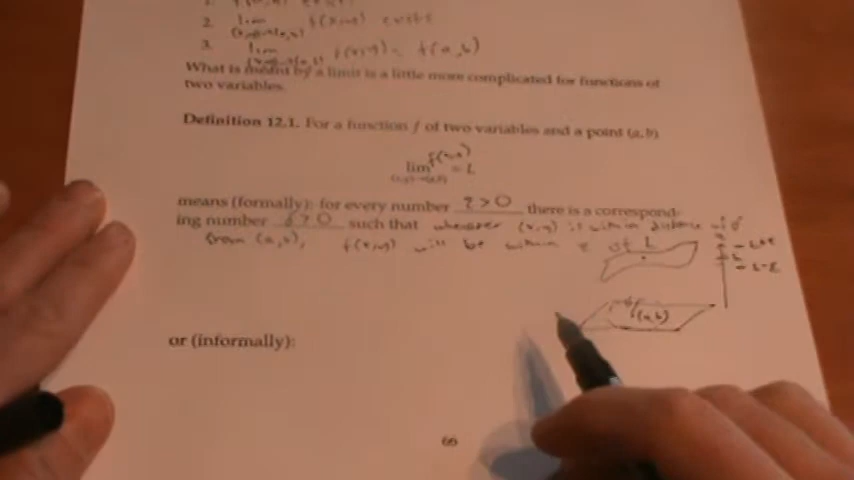 2. lim f(x,y) exists
(x,y)→(a,b)
3. lim f(x,y) = f(a,b)
(x,y)→(a,b)
What is meant by a limit is a little more complicated for functions of
two variables.
Definition 12.1. For a function f of two variables and a point (a, b)
lim f(x,y) = L
(x,y)→(a,b)
means (formally): for every number ε > 0 there is a correspond-
ing number δ > 0 such that whenever (x,y) is within distance of δ
from (a,b), f(x,y) will be within ε of L
L+ε
L
L-ε
(a,b)
or (informally):
66